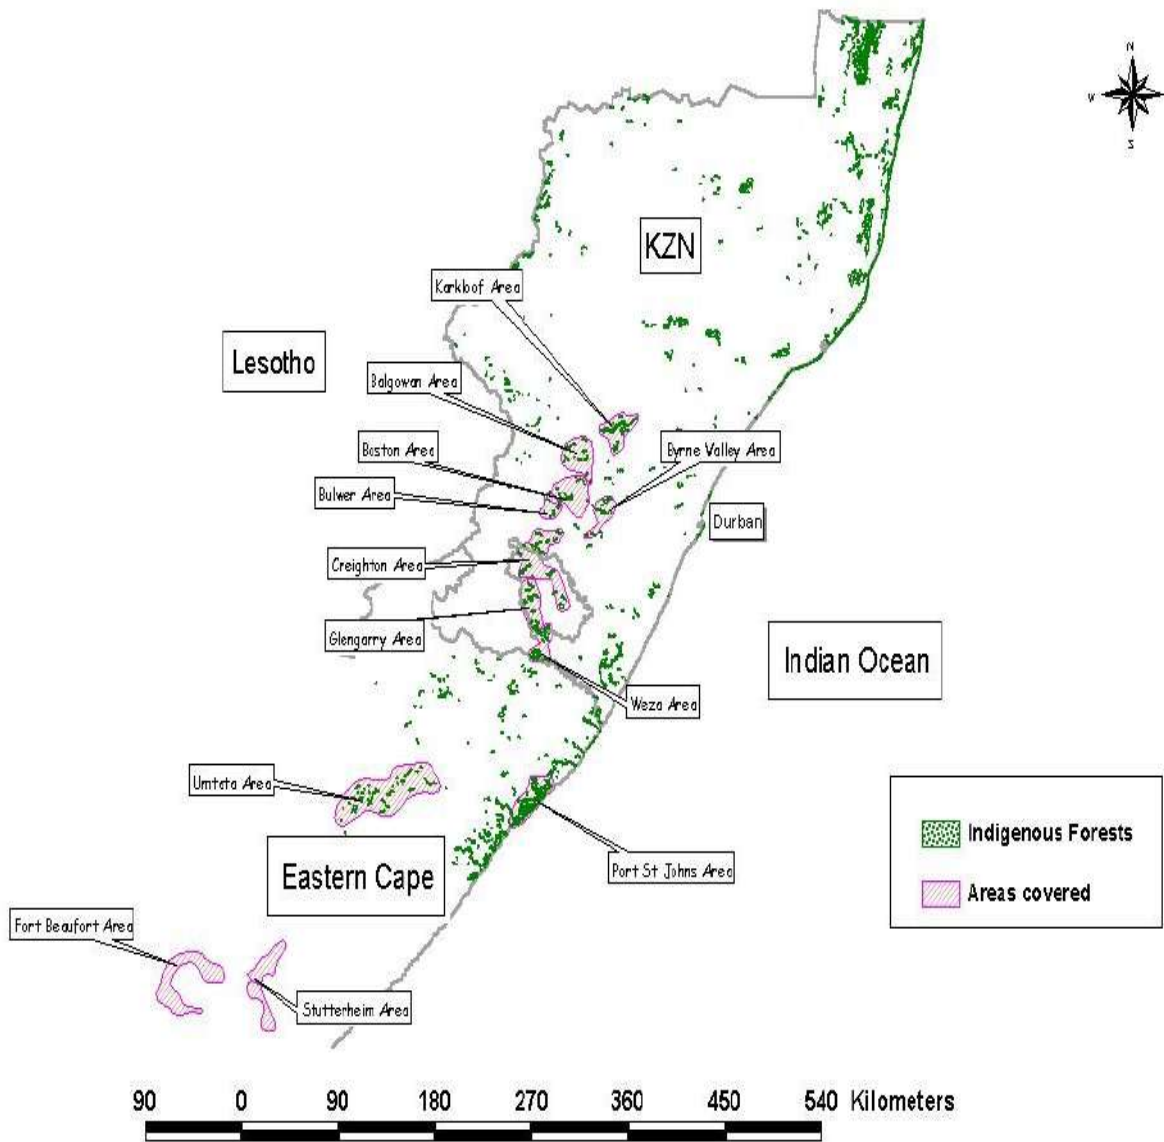 N
W
S
KZN
Karkloof Area
Lesotho
Balgowan Area
Boston Area
Byrne Valley Area
Bulwer Area
Durban
Creighton Area
Glengarry Area
Indian Ocean
Weza Area
Umtata Area
Indigenous Forests
Eastern Cape
Port St Johns Area
Areas covered
Fort Beaufort Area
Stutterheim Area
90 0 90 180 270 360 450 540 Kilometers